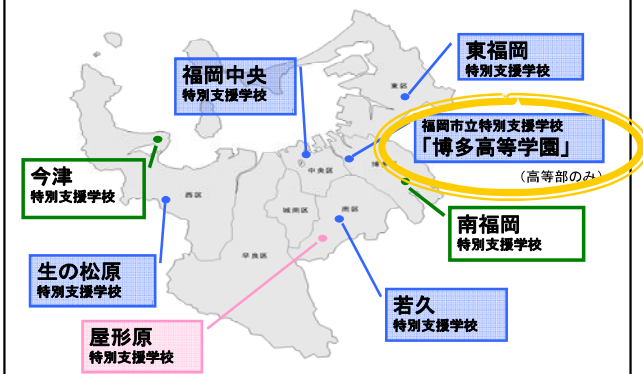 東福岡
特別支援学校
福岡中央
特別支援学校
東区
福岡市立特別支援学校
「博多高等学園」
(高等部のみ)
中央区
今津
特別支援学校
西区
城南区
南区
南福岡
特別支援学校
早良区
生の松原
特別支援学校
若久
特別支援学校
屋形原
特別支援学校